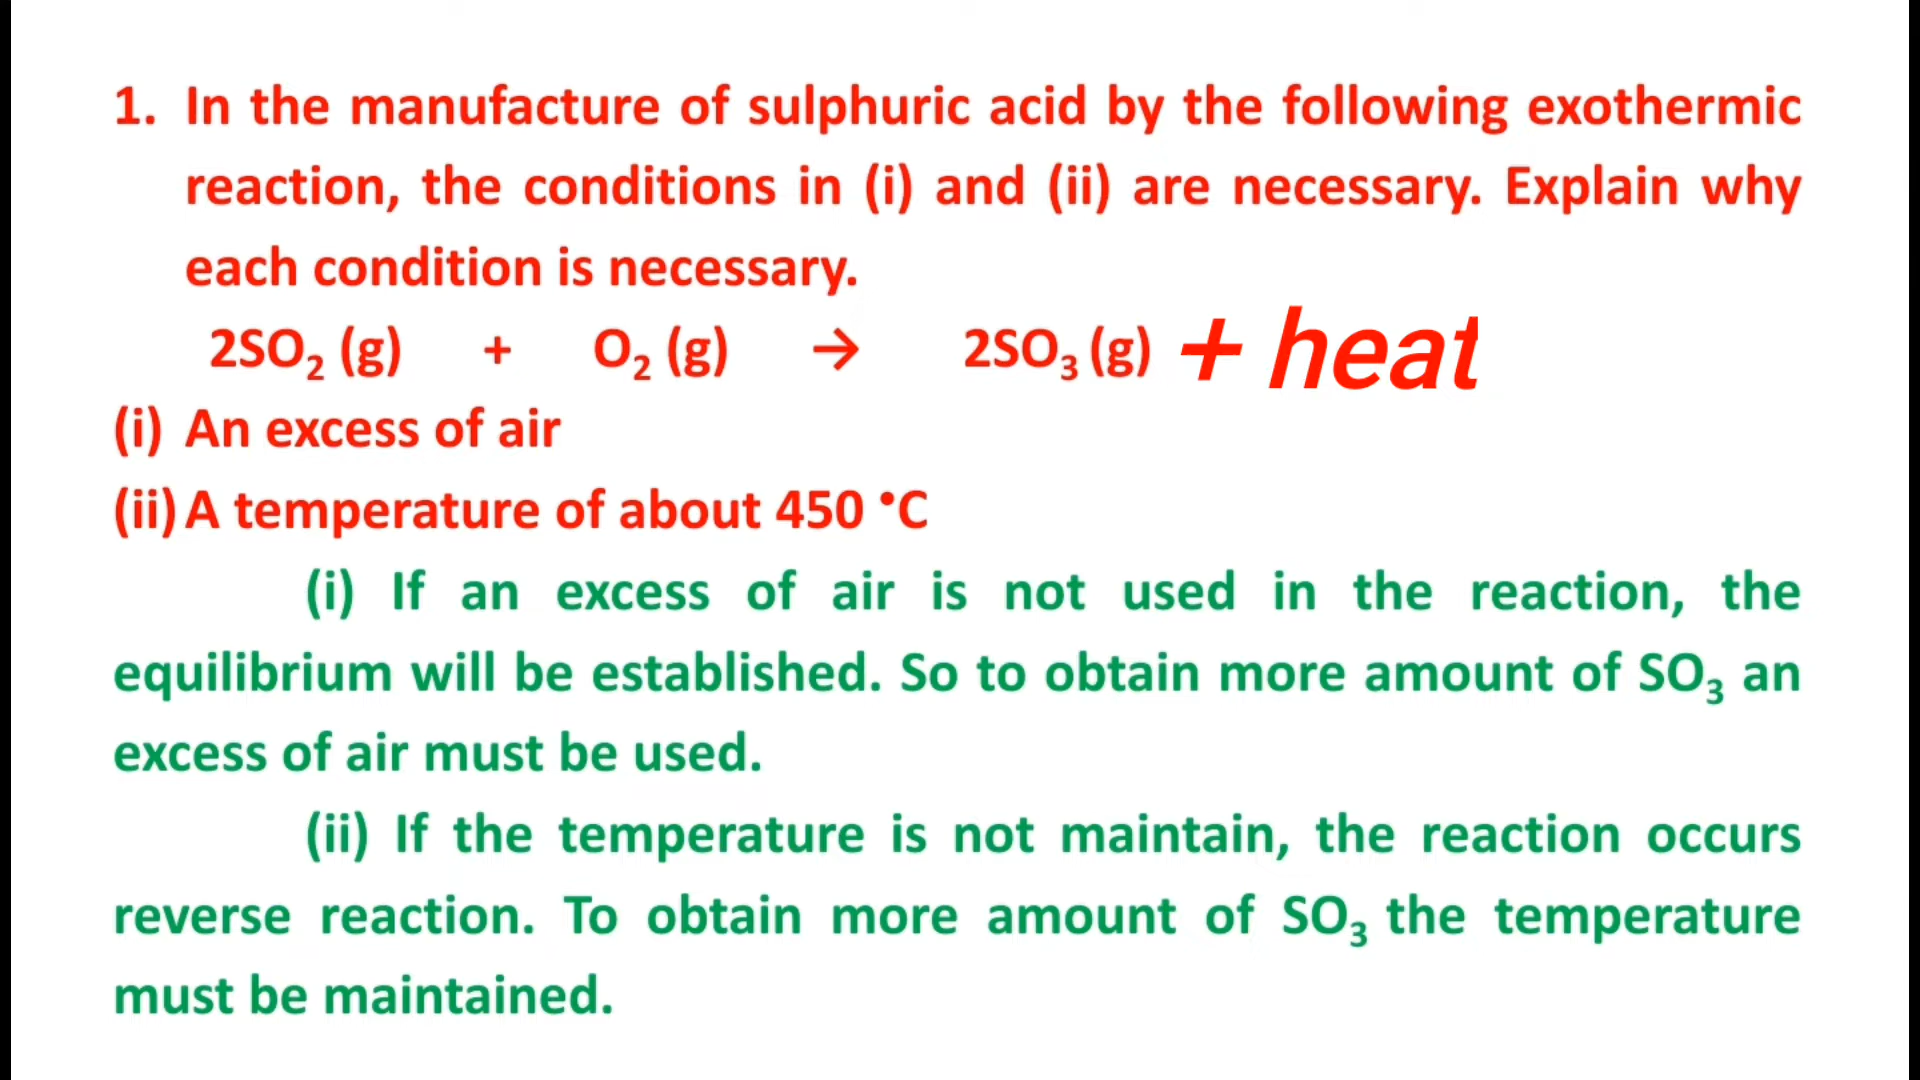 1. In the manufacture of sulphuric acid by the following exothermic
reaction, the conditions in (i) and (ii) are necessary. Explain why
each condition is necessary.
2SO₂ (g) + O₂ (g) → 2SO₃ (g) + heat
(i) An excess of air
(ii) A temperature of about 450 °C
(i) If an excess of air is not used in the reaction, the
equilibrium will be established. So to obtain more amount of SO₃ an
excess of air must be used.
(ii) If the temperature is not maintain, the reaction occurs
reverse reaction. To obtain more amount of SO₃ the temperature
must be maintained.